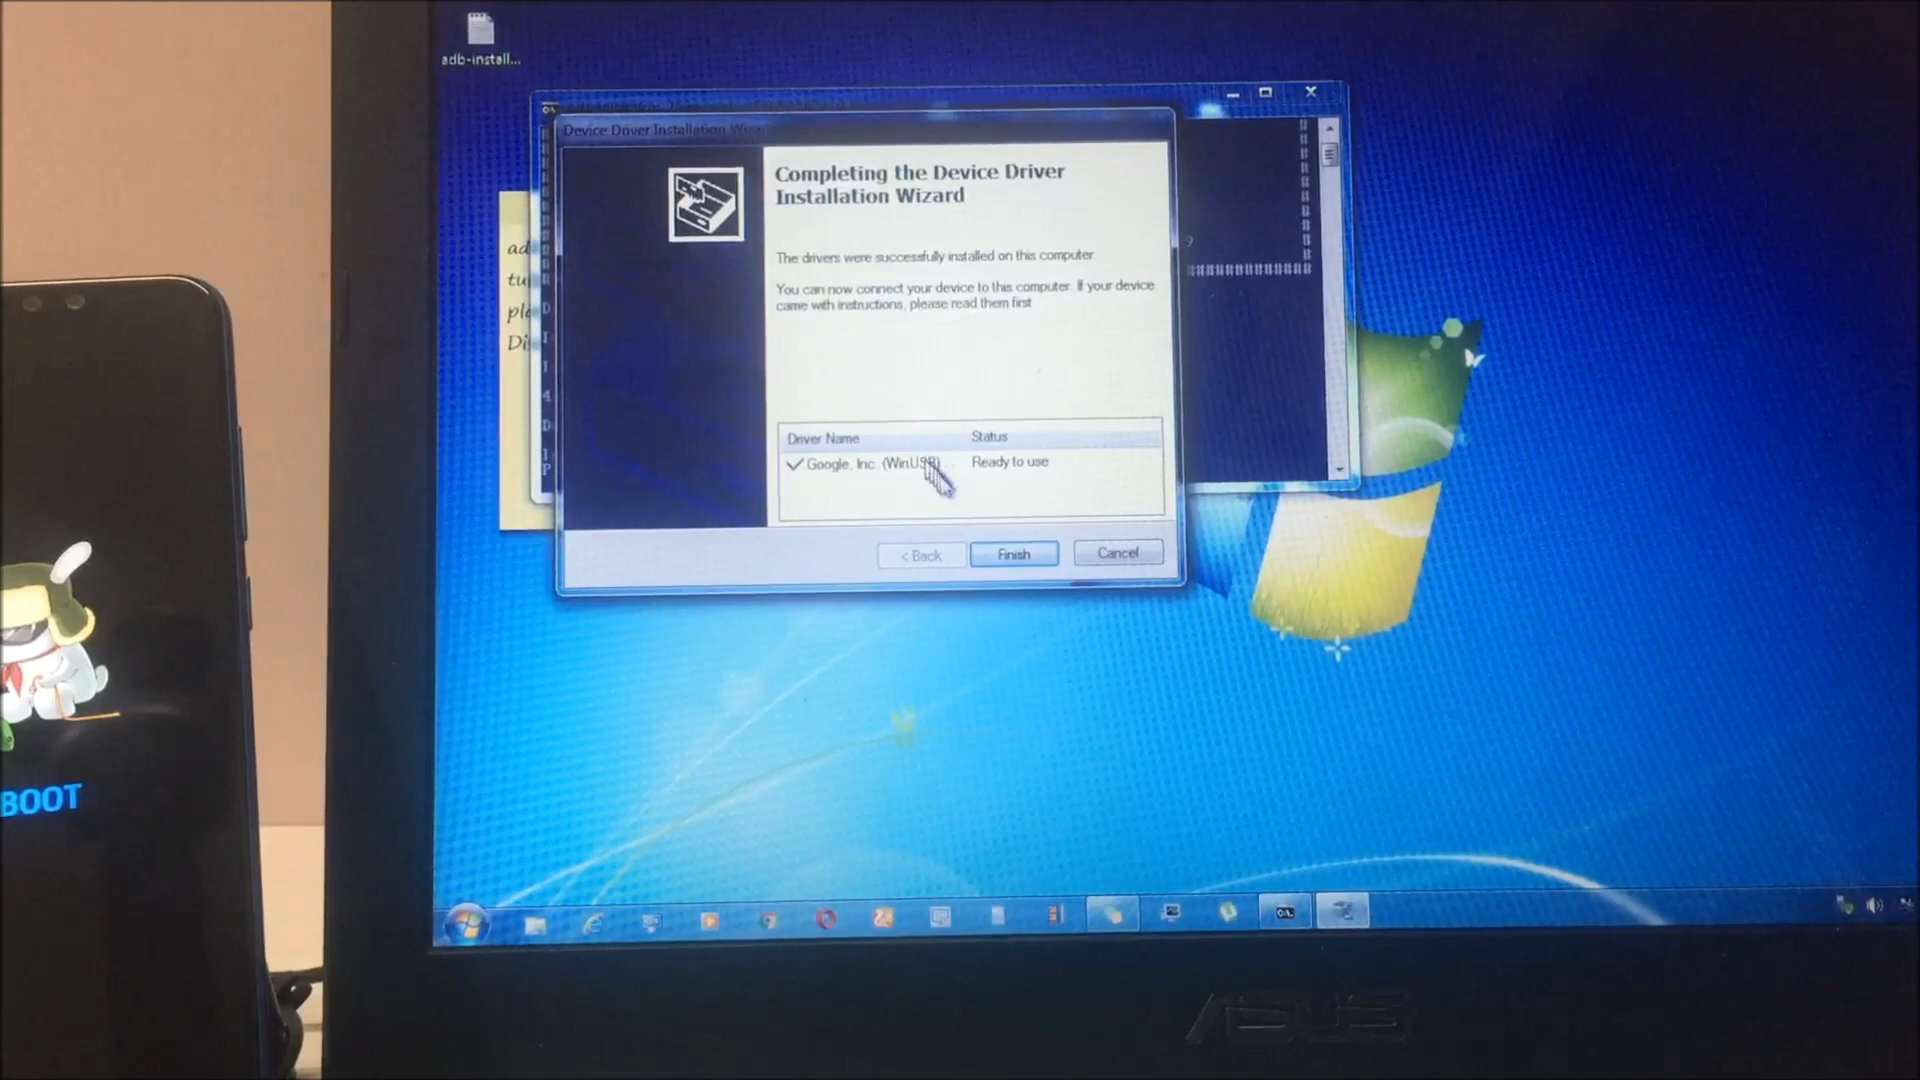 adb-install...
Device Driver Installation
Completing the Device Driver
Installation Wizard
The drivers were successfully installed on this computer.
You can now connect your device to this computer. If your device
came with instructions, please read them first
Driver Name Status
Google, Inc. (WinUSB) ... Ready to use
< Back Finish Cancel
BOOT
ASUS